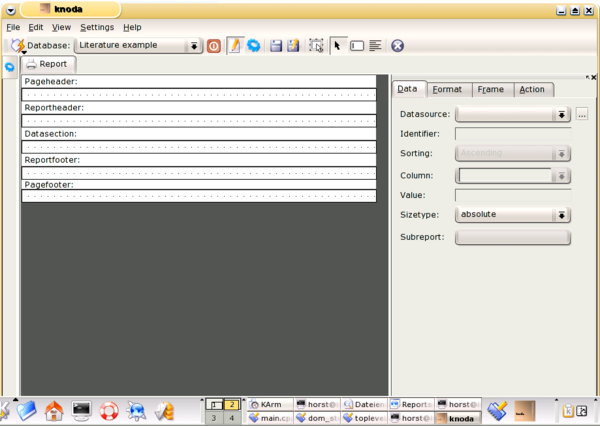 knoda
File Edit View Settings Help
Database: Literature example
Report
Pageheader:
Reportheader:
Datasection:
Reportfooter:
Pagefooter:
Data Format Frame Action
Datasource: ...
Identifier:
Sorting: Ascending
Column:
Value:
Sizetype: absolute
Subreport:
1 2 KArm horst@ Dateien Reports horst@
3 4 main.cp dom_st topleve horst@ knoda